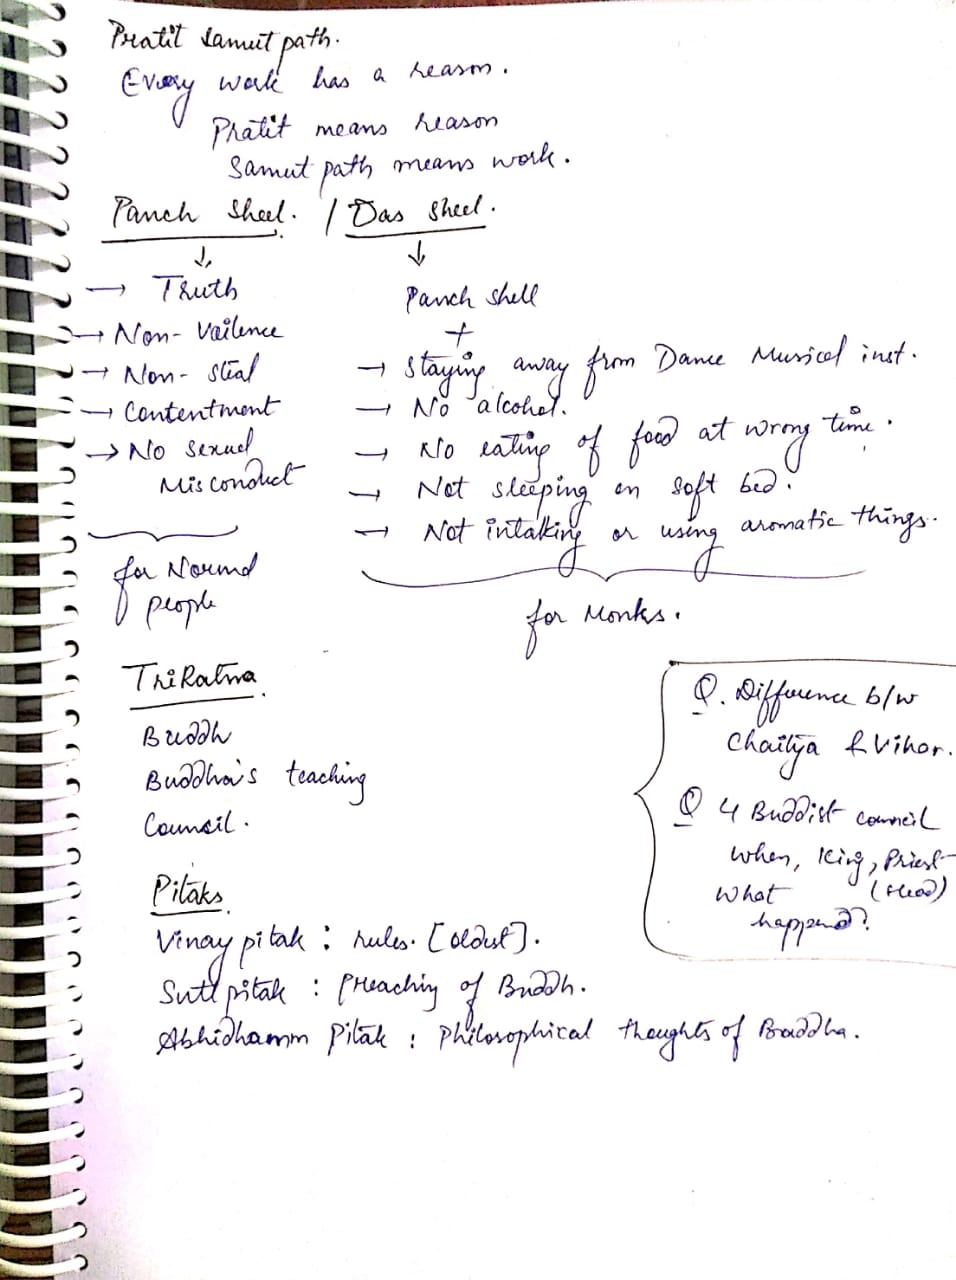 Pratit Samut path.
Every work has a reason.
Pratit means reason
Samut path means work.
Panch Sheel. / Das Sheel.
→ Truth
→ Non-Vailence
→ Non-steal
→ Contentment
→ No sexual
Misconduct
for Normal
people
Panch shell
+
→ Staying away from Dance Musical inst.
→ No alcohol.
→ No eating of food at wrong time.
→ Not sleeping on soft bed.
→ Not intalking or using aromatic things.
for Monks.
TriRatna
Buddh
Buddha's teaching
Council.
Q. Difference b/w
Chaitya & Vihar.
Q 4 Buddist council
When, King, Priest
What (Head)
happened?
Pitaks
Vinay pitak : rules. [oldest].
Sutt pitak : Preaching of Buddh.
Abhidhamm Pitak : Philosophical thoughts of Buddha.